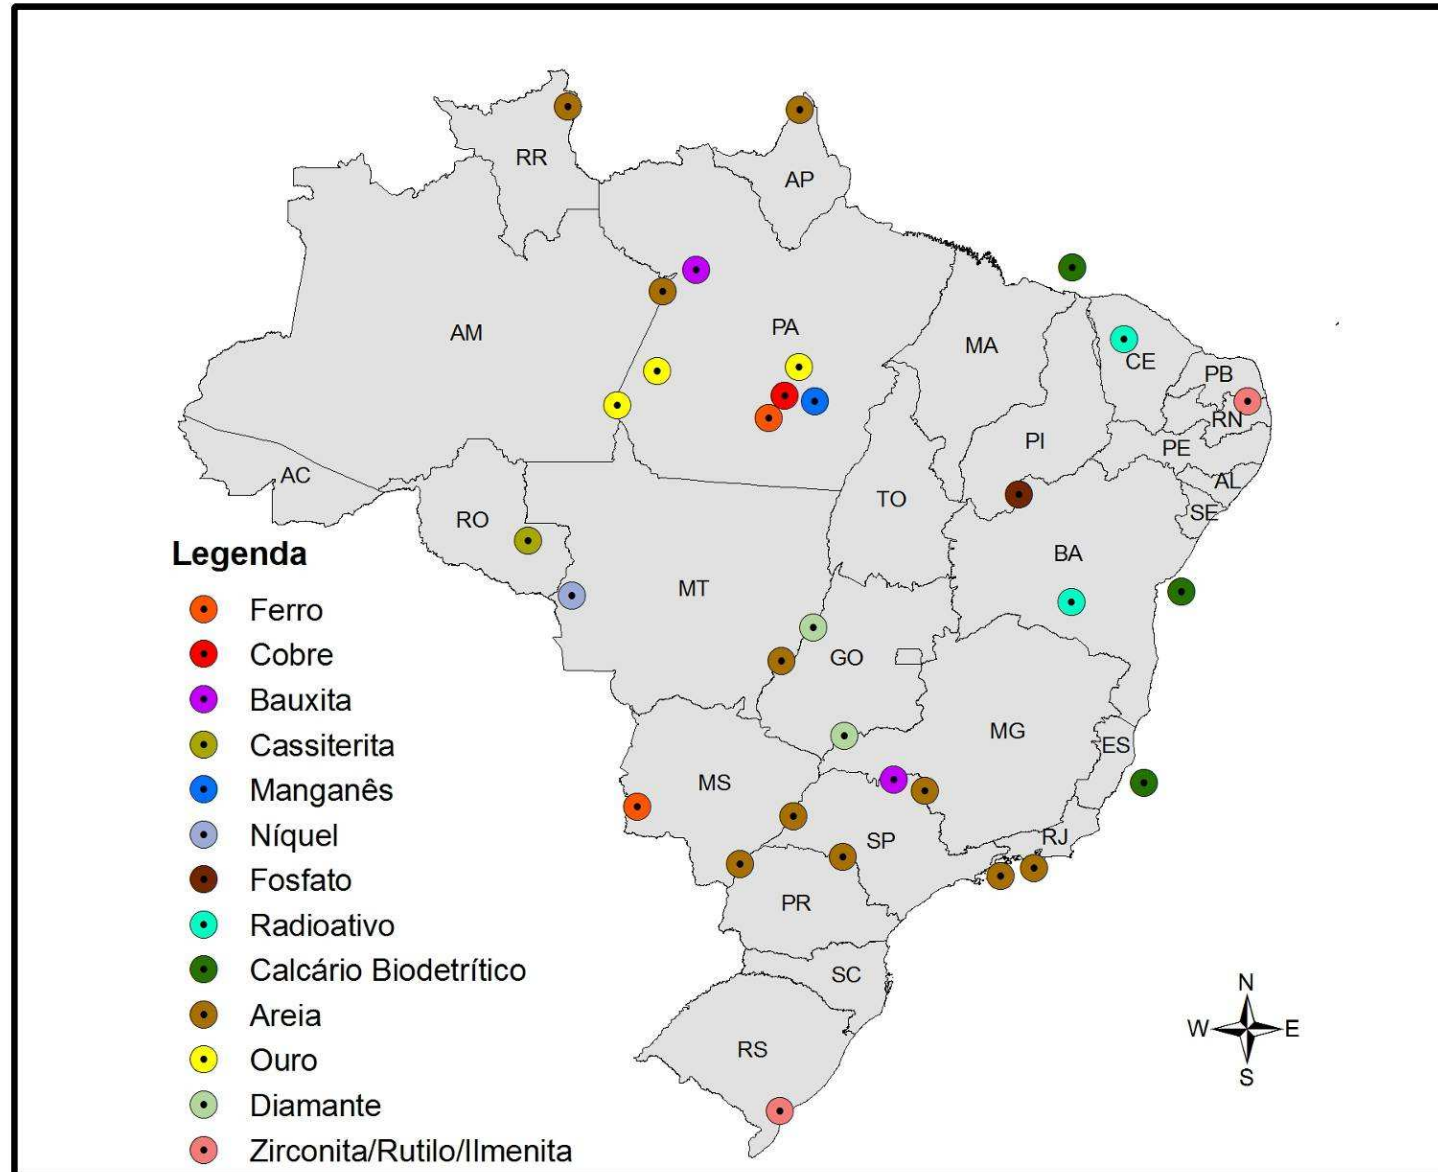 RR
AP
AM
PA
MA
CE
PB
RN
PI
PE
AC
AL
TO
SE
RO
BA
Legenda
MT
Ferro
GO
Cobre
Bauxita
MG
ES
Cassiterita
MS
Manganês
Níquel
SP
RJ
Fosfato
PR
Radioativo
Calcário Biodetrítico
SC
N
Areia
W E
RS
Ouro
S
Diamante
Zirconita/Rutilo/Ilmenita